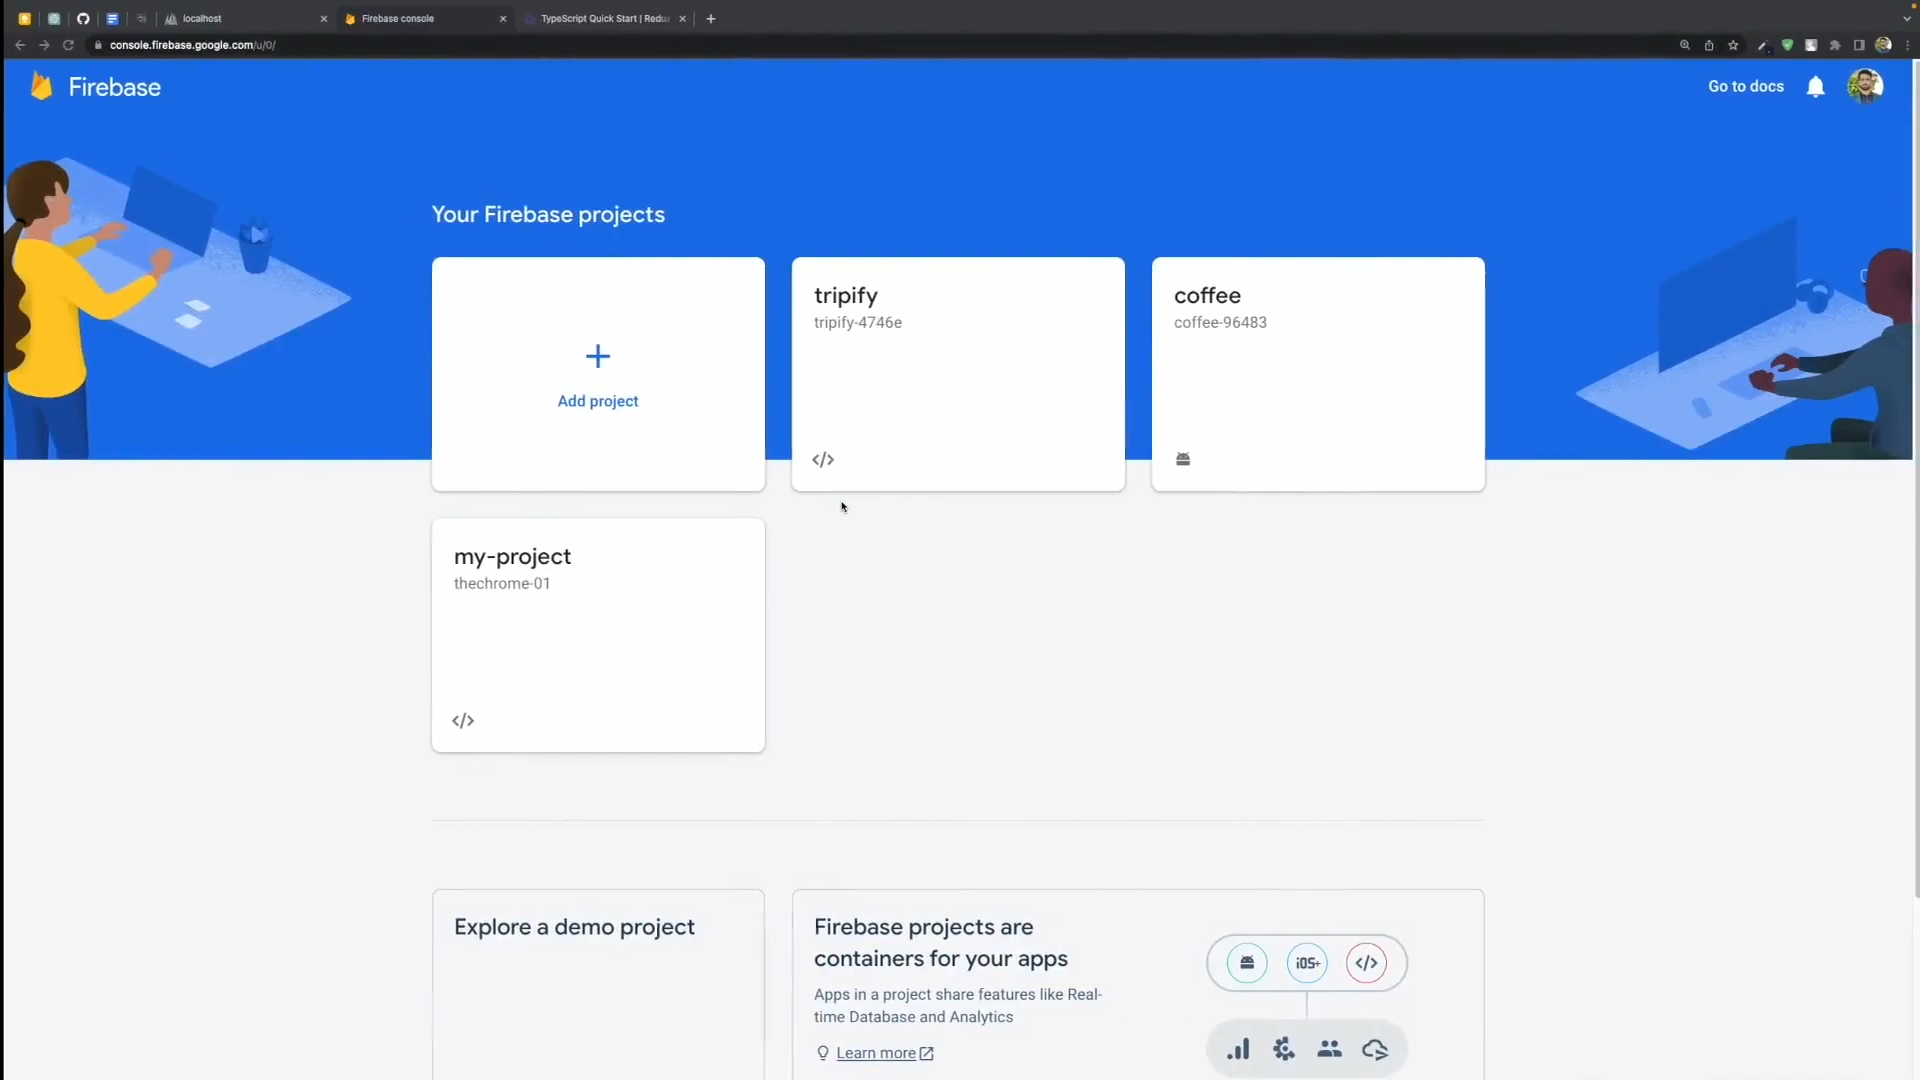 localhost
Firebase console
TypeScript Quick Start | Redux
console.firebase.google.com/u/0/
Firebase
Go to docs
Your Firebase projects
Add project
tripify
tripify-4746e
coffee
coffee-96483
my-project
thechrome-01
Explore a demo project
Firebase projects are
containers for your apps
Apps in a project share features like Real-
time Database and Analytics
Learn more
iOS+